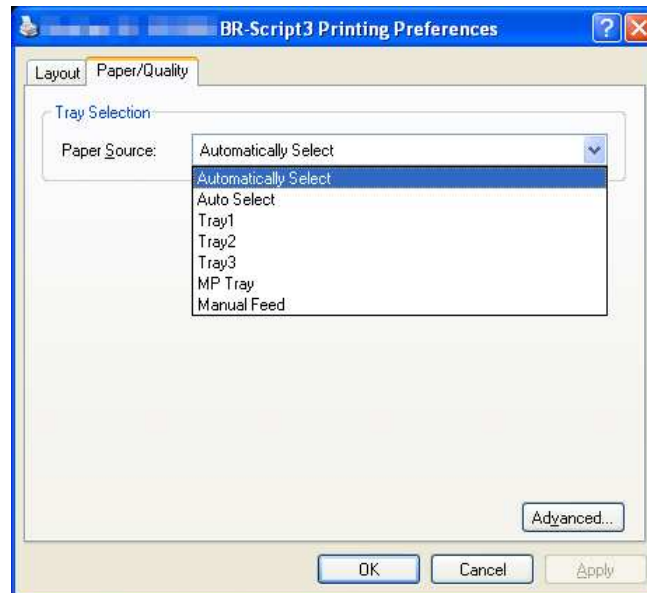 BR-Script3 Printing Preferences
Layout Paper/Quality
Tray Selection
Paper Source: Automatically Select
Automatically Select
Auto Select
Tray1
Tray2
Tray3
MP Tray
Manual Feed
Advanced...
OK Cancel Apply